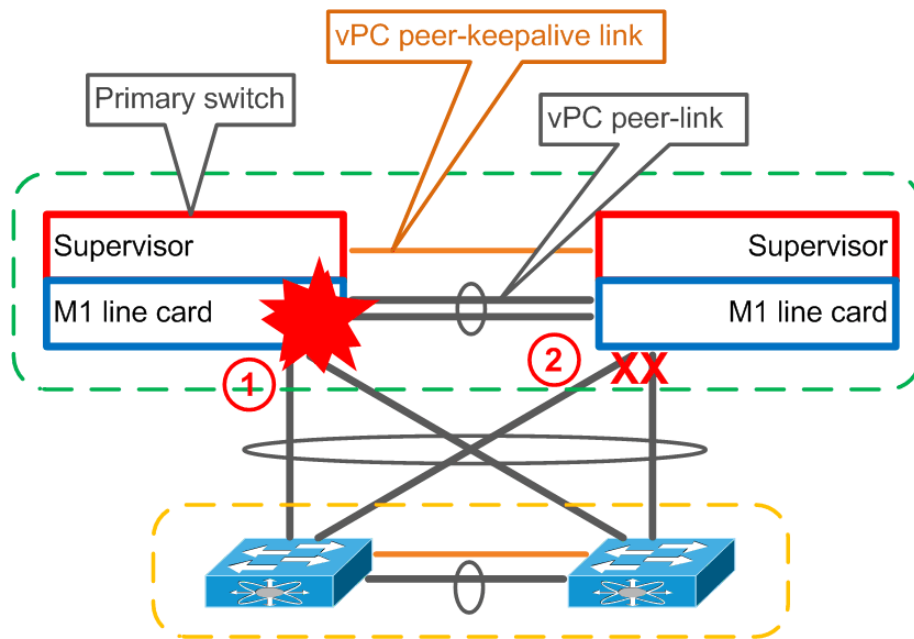 vPC peer-keepalive link
Primary switch
vPC peer-link
Supervisor
Supervisor
M1 line card
M1 line card
1
2
XX